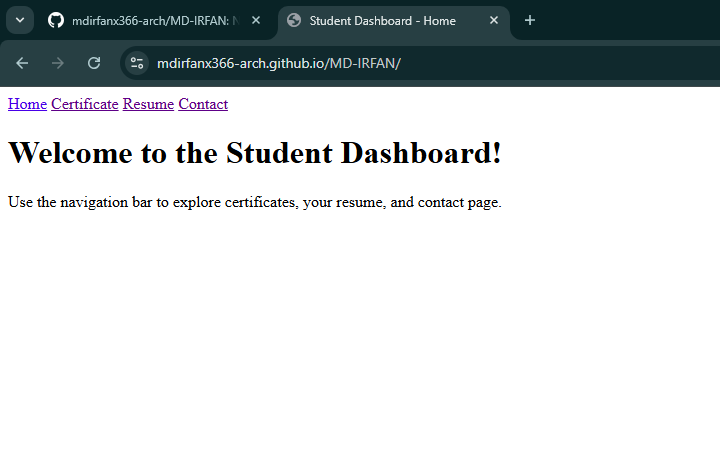 mdirfanx366-arch/MD-IRFAN:
Student Dashboard - Home
mdirfanx366-arch.github.io/MD-IRFAN/
Home Certificate Resume Contact
Welcome to the Student Dashboard!
Use the navigation bar to explore certificates, your resume, and contact page.